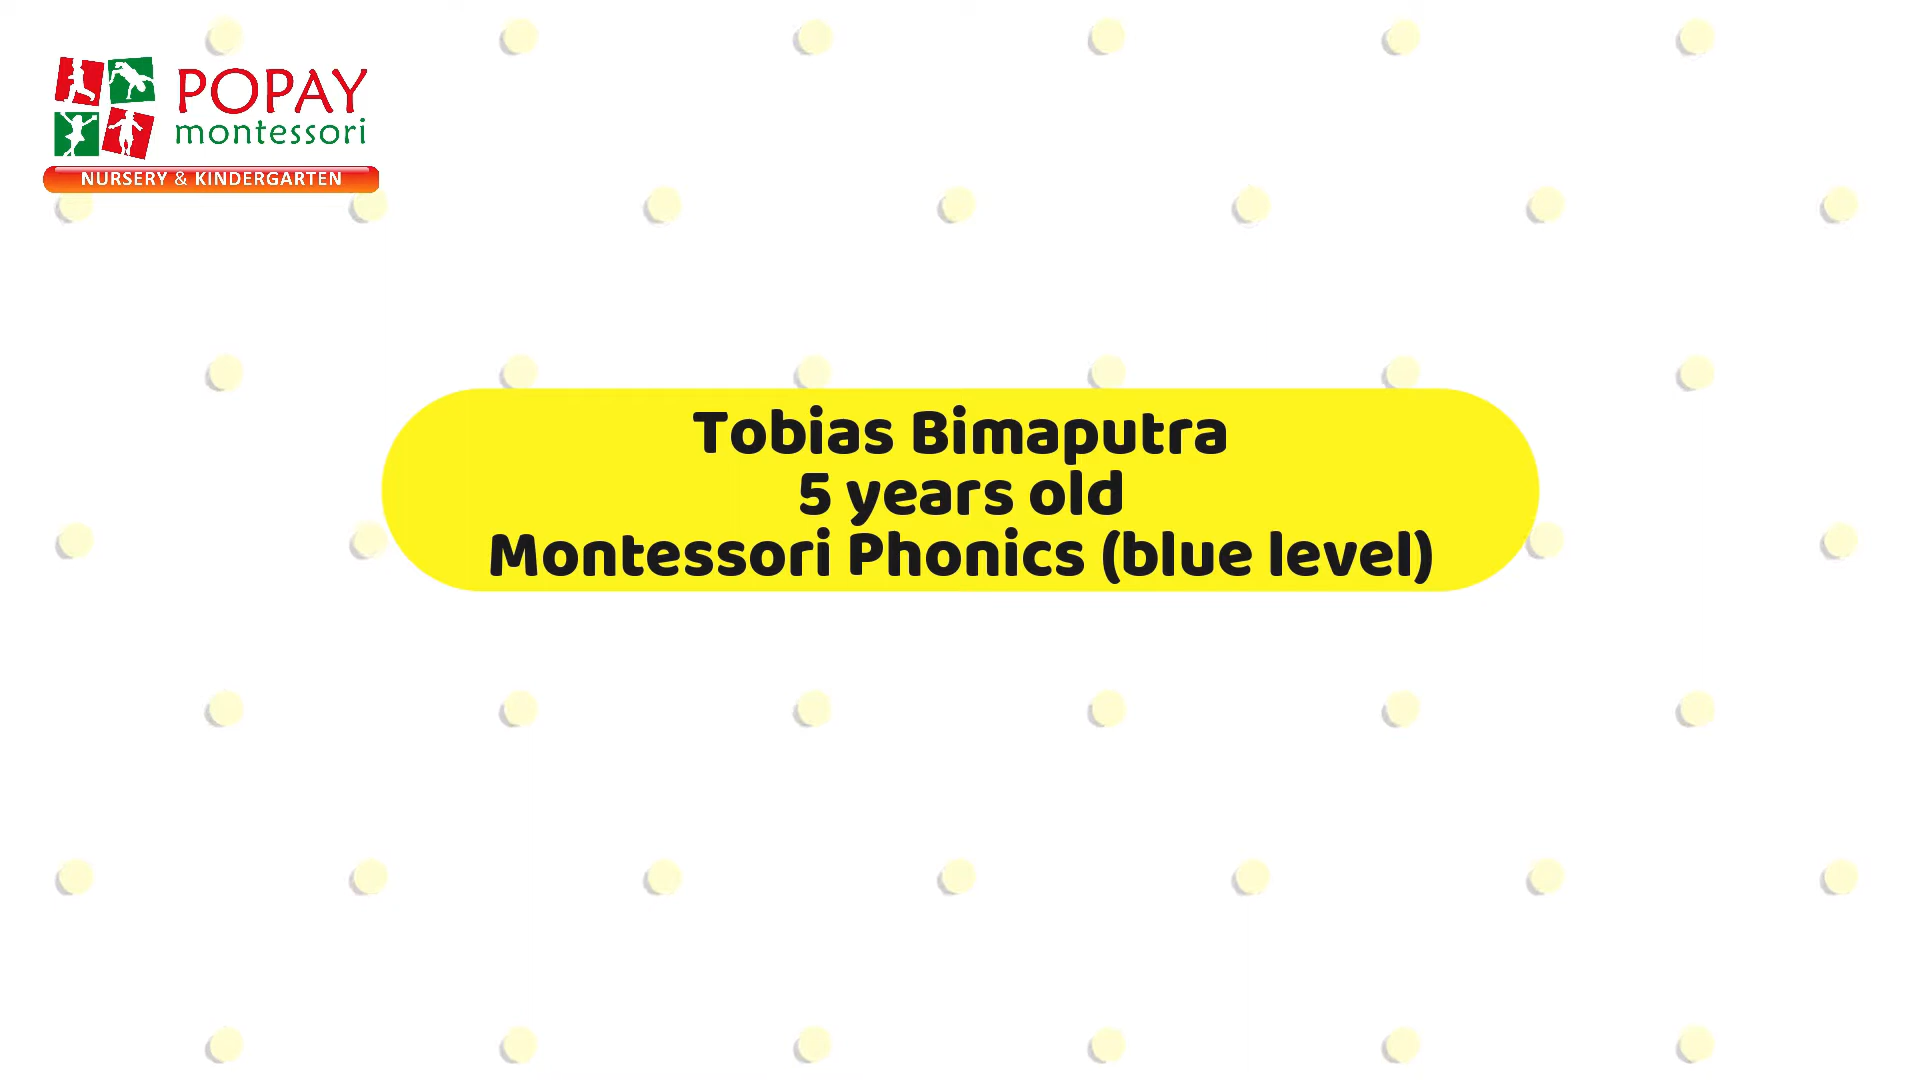 POPAY
montessori
NURSERY & KINDERGARTEN
Tobias Bimaputra
5 years old
Montessori Phonics (blue level)